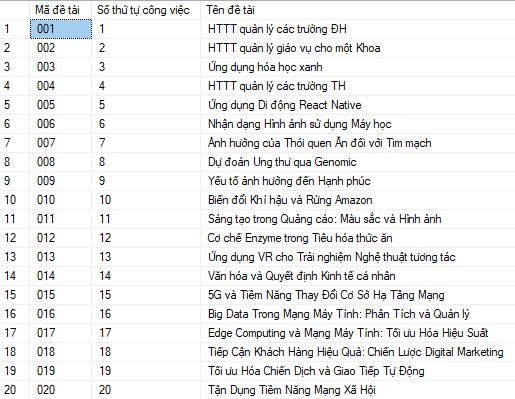 Mã đề tài Số thứ tự công việc Tên đề tài
1 001 1 HTTT quản lý các trường ĐH
2 002 2 HTTT quản lý giáo vụ cho một Khoa
3 003 3 Ứng dụng hóa học xanh
4 004 4 HTTT quản lý các trường TH
5 005 5 Ứng dụng Di động React Native
6 006 6 Nhận dạng Hình ảnh sử dụng Máy học
7 007 7 Ảnh hưởng của Thói quen Ăn đối với Tim mạch
8 008 8 Dự đoán Ung thư qua Genomic
9 009 9 Yếu tố ảnh hưởng đến Hạnh phúc
10 010 10 Biến đổi Khí hậu và Rừng Amazon
11 011 11 Sáng tạo trong Quảng cáo: Màu sắc và Hình ảnh
12 012 12 Cơ chế Enzyme trong Tiêu hóa thức ăn
13 013 13 Ứng dụng VR cho Trải nghiệm Nghệ thuật tương tác
14 014 14 Văn hóa và Quyết định Kinh tế cá nhân
15 015 15 5G và Tiềm Năng Thay Đổi Cơ Sở Hạ Tầng Mạng
16 016 16 Big Data Trong Mạng Máy Tính: Phân Tích và Quản lý
17 017 17 Edge Computing và Mạng Máy Tính: Tối ưu Hóa Hiệu Suất
18 018 18 Tiếp Cận Khách Hàng Hiệu Quả: Chiến Lược Digital Marketing
19 019 19 Tối ưu Hóa Chiến Dịch và Giao Tiếp Tự Động
20 020 20 Tận Dụng Tiềm Năng Mạng Xã Hội